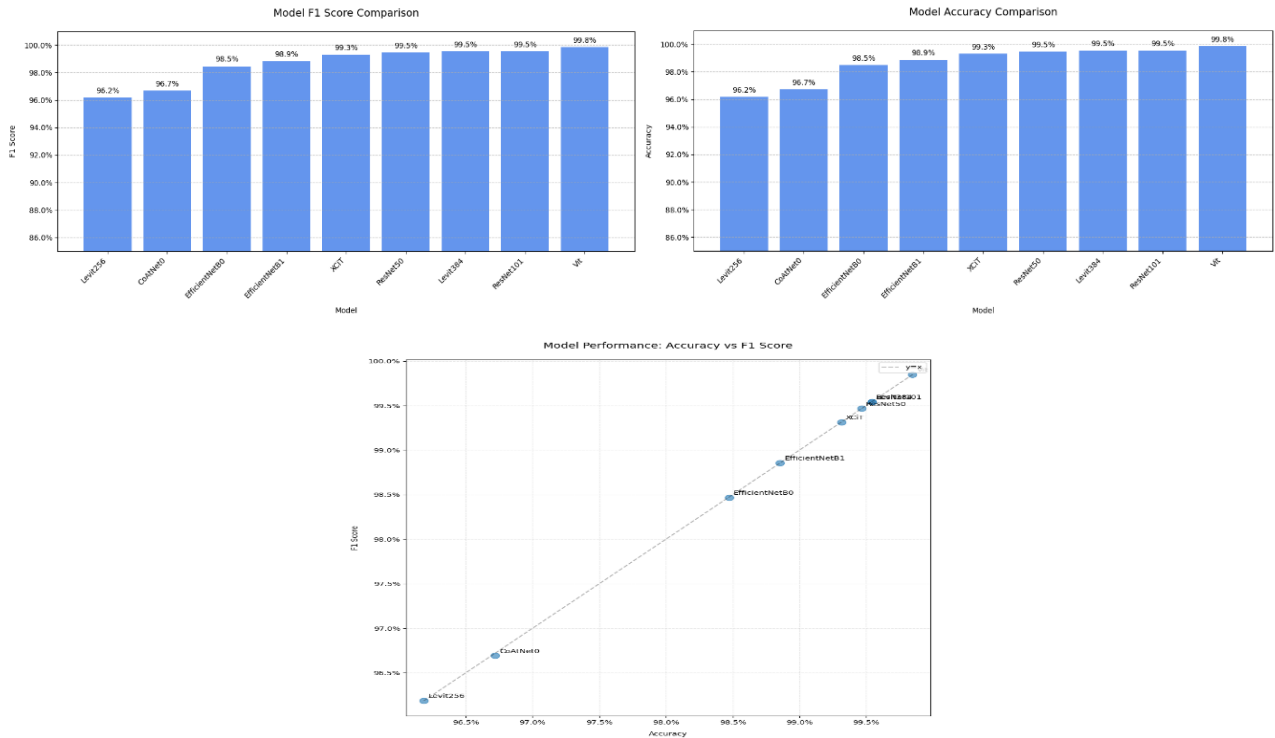 Model F1 Score Comparison
F1 Score
100.0%
98.0%
96.0%
94.0%
92.0%
90.0%
88.0%
86.0%
96.2%
96.7%
98.5%
98.9%
99.3%
99.5%
99.5%
99.5%
99.8%
Levit256
CoAtNet0
EfficientNetB0
EfficientNetB1
XCiT
ResNet50
Levit384
ResNet101
Vit
Model
Model Accuracy Comparison
Accuracy
100.0%
98.0%
96.0%
94.0%
92.0%
90.0%
88.0%
86.0%
96.2%
96.7%
98.5%
98.9%
99.3%
99.5%
99.5%
99.5%
99.8%
Levit256
CoAtNet0
EfficientNetB0
EfficientNetB1
XCiT
ResNet50
Levit384
ResNet101
Vit
Model
Model Performance: Accuracy vs F1 Score
F1 Score
100.0%
99.5%
99.0%
98.5%
98.0%
97.5%
97.0%
96.5%
y=x
ResNet50
XCiT
EfficientNetB1
EfficientNetB0
CoAtNet0
Levit256
96.5%
97.0%
97.5%
98.0%
98.5%
99.0%
99.5%
Accuracy